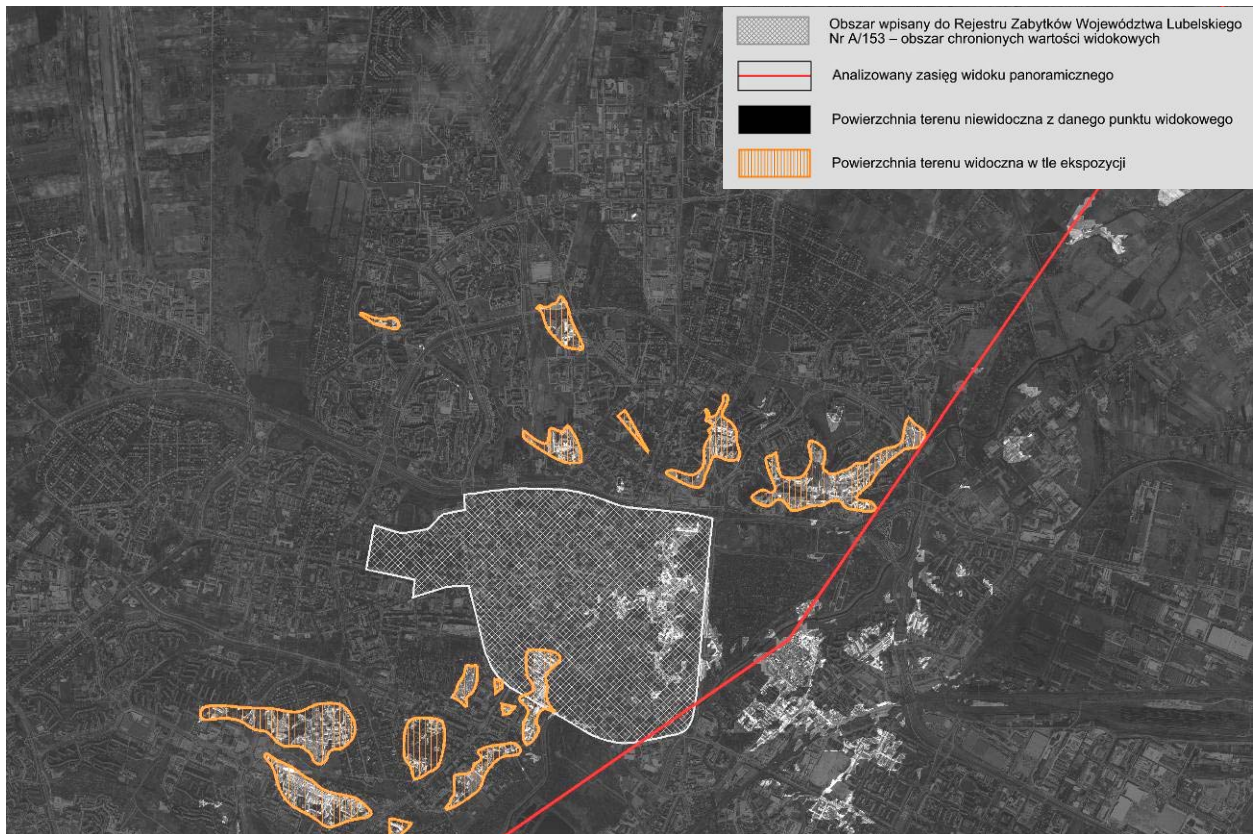 Obszar wpisany do Rejestru Zabytków Województwa Lubelskiego
Nr A/153 – obszar chronionych wartości widokowych
Analizowany zasięg widoku panoramicznego
Powierzchnia terenu niewidoczna z danego punktu widokowego
Powierzchnia terenu widoczna w tle ekspozycji